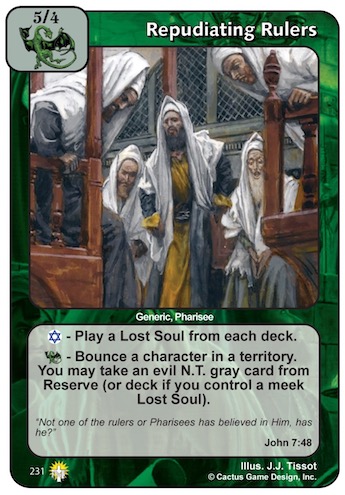 5/4
Repudiating Rulers
Generic, Pharisee
- Play a Lost Soul from each deck.
- Bounce a character in a territory.
You may take an evil N.T. gray card from
Reserve (or deck if you control a meek
Lost Soul).
"Not one of the rulers or Pharisees has believed in Him, has
he?"
John 7:48
231
Illus. J.J. Tissot
© Cactus Game Design, Inc.